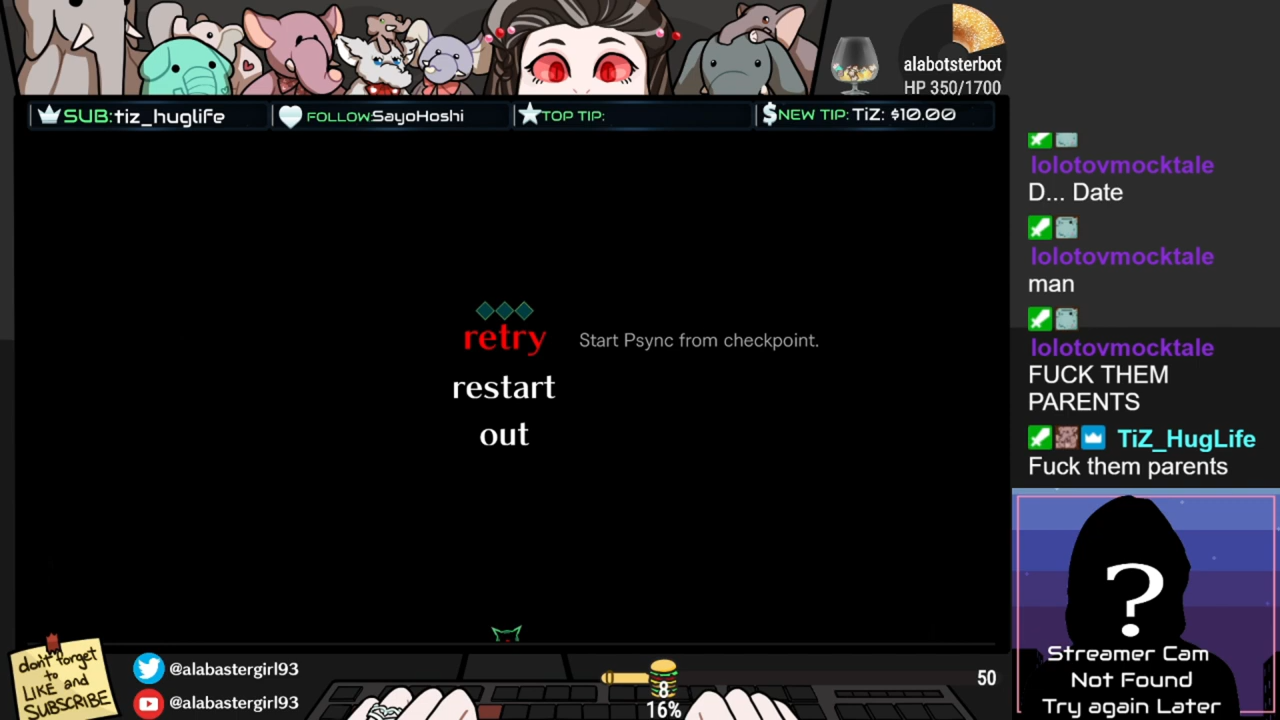 alabotsterbot
HP 350/1700
SUB:tiz_huglife
FOLLOW:SayoHoshi
TOP TIP:
NEW TIP: TiZ: $10.00
lolotovmocktale
D... Date
lolotovmocktale
man
lolotovmocktale
FUCK THEM
PARENTS
TiZ_HugLife
Fuck them parents
retry
Start Psync from checkpoint.
restart
out
don't forget
to
LIKE and
SUBSCRIBE
@alabastergirl93
@alabastergirl93
8
16%
50
?
Streamer Cam
Not Found
Try again Later